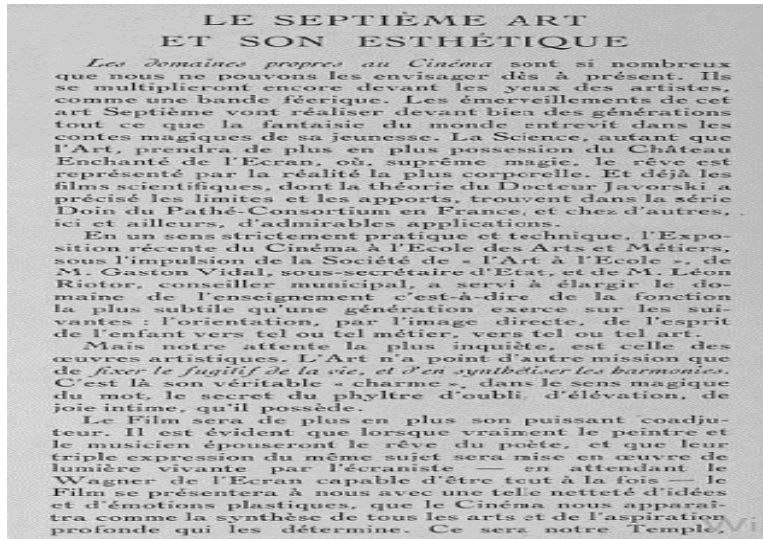 LE SEPTIÈME ART
ET SON ESTHÉTIQUE
Les domaines propres au Cinéma sont si nombreux
que nous ne pouvons les envisager dès à présent. Ils
se multiplieront encore devant les yeux des artistes,
comme une bande féerique. Les émerveillements de cet
art Septième vont réaliser devant bien des générations
tout ce que la fantaisie du monde entrevit dans les
contes magiques de sa jeunesse. La Science, autant que
l'Art, prendra de plus en plus possession du Château
Enchanté de l'Ecran, où, suprême magie, le rêve est
représenté par la réalité la plus corporelle. Et déjà les
films scientifiques, dont la théorie du Docteur Javorski a
précisé les limites et les apports, trouvent dans la série
Doin du Pathé-Consortium en France, et chez d'autres,
ici et ailleurs, d'admirables applications.
En un sens strictement pratique et technique, l'Expo-
sition récente du Cinéma à l'Ecole des Arts et Métiers,
sous l'impulsion de la Société de « l'Art à l'Ecole », de
M. Gaston Vidal, sous-secrétaire d'Etat, et de M. Léon
Riotor, conseiller municipal, a servi à élargir le do-
maine de l'enseignement c'est-à-dire de la fonction
la plus subtile qu'une génération exerce sur les sui-
vantes : l'orientation, par l'image directe, de l'esprit
de l'enfant vers tel ou tel métier, vers tel ou tel art.
Mais notre attente la plus inquiète, est celle des
œuvres artistiques. L'Art n'a point d'autre mission que
de fixer le fugitif de la vie, et d'en synthétiser les harmonies.
C'est là son véritable « charme », dans le sens magique
du mot, le secret du phyltre d'oubli, d'élévation, de
joie intime, qu'il possède.
Le Film sera de plus en plus son puissant coadju-
teur. Il est évident que lorsque vraiment le peintre et
le musicien épouseront le rêve du poète, et que leur
triple expression du même sujet sera mise en œuvre de
lumière vivante par l'écraniste — en attendant le
Wagner de l'Ecran capable d'être tout à la fois — le
Film se présentera à nous avec une telle netteté d'idées
et d'émotions plastiques, que le Cinéma nous apparaî-
tra comme la synthèse de tous les arts et de l'aspiration
profonde qui les détermine. Ce sera notre Temple,